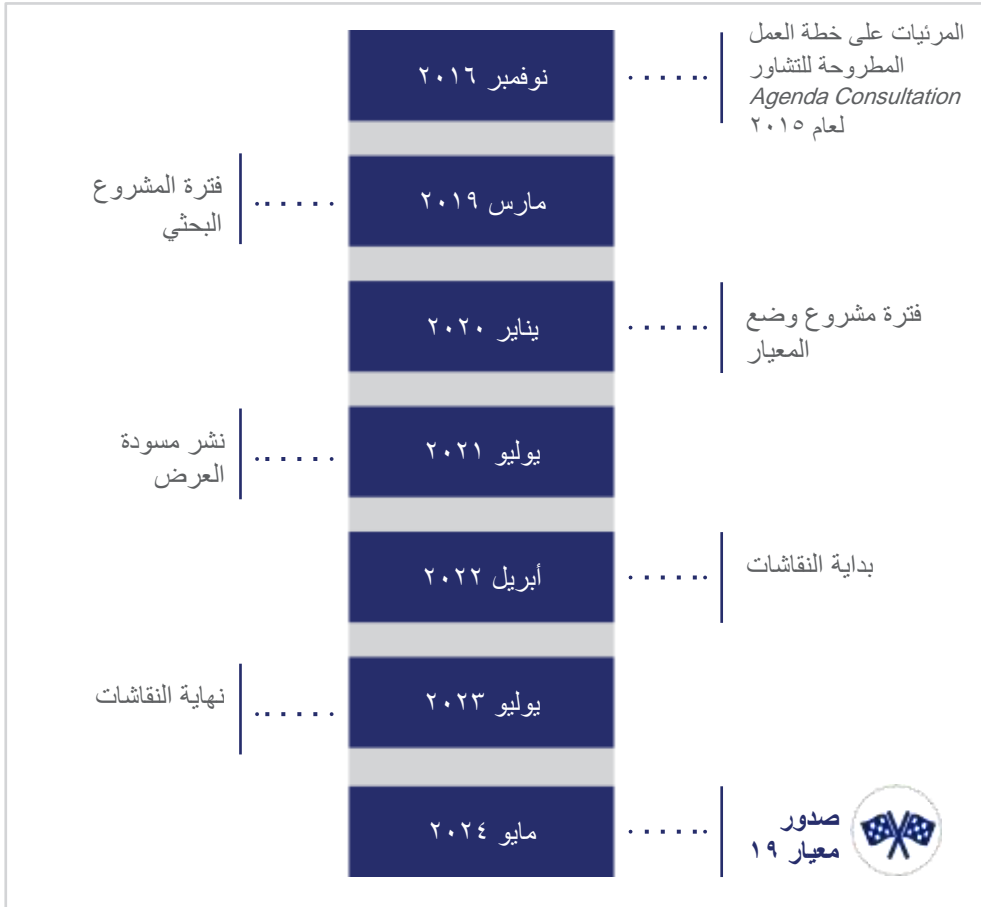 المرئيات على خطة العمل
المطروحة للتشاور
Agenda Consultation
لعام ٢٠١٥
نوفمبر ٢٠١٦
مارس ٢٠١٩
فترة المشروع
البحثي
فترة مشروع وضع
المعيار
يناير ٢٠٢٠
يوليو ٢٠٢١
نشر مسودة
العرض
بداية النقاشات
أبريل ٢٠٢٢
يوليو ٢٠٢٣
نهاية النقاشات
صدور
معيار ١٩
مايو ٢٠٢٤